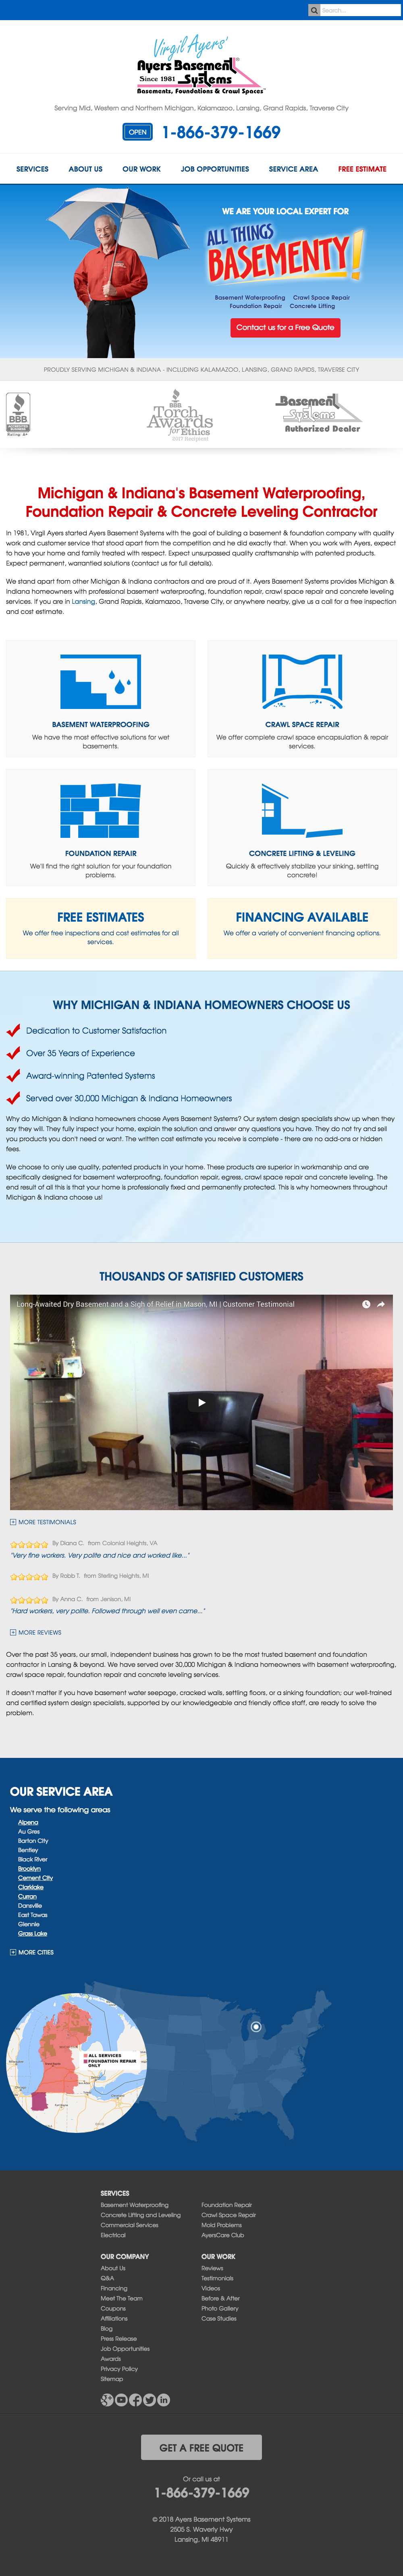 Search...
Virgil Ayers'
Ayers Basement
Since 1981 Systems
Basements, Foundations & Crawl Spaces
Serving Mid, Western and Northern Michigan, Kalamazoo, Lansing, Grand Rapids, Traverse City
OPEN 1-866-379-1669
SERVICES ABOUT US OUR WORK JOB OPPORTUNITIES SERVICE AREA FREE ESTIMATE
WE ARE YOUR LOCAL EXPERT FOR
ALL THINGS
BASEMENTY!
Basement Waterproofing Crawl Space Repair
Foundation Repair Concrete Lifting
Contact us for a Free Quote
PROUDLY SERVING MICHIGAN & INDIANA - INCLUDING KALAMAZOO, LANSING, GRAND RAPIDS, TRAVERSE CITY
BBB
BBB
Torch
Awards
for Ethics
2017 Recipient
Basement
Systems
Authorized Dealer
Michigan & Indiana's Basement Waterproofing,
Foundation Repair & Concrete Leveling Contractor
In 1981, Virgil Ayers started Ayers Basement Systems with the goal of building a basement & foundation company with quality
work and customer service that stood apart from the competition and he did exactly that. When you work with Ayers, expect
to have your home and family treated with respect. Expect unsurpassed quality craftsmanship with patented products.
Expect permanent, warrantied solutions (contact us for full details).
We stand apart from other Michigan & Indiana contractors and are proud of it. Ayers Basement Systems provides Michigan &
Indiana homeowners with professional basement waterproofing, foundation repair, crawl space repair and concrete leveling
services. If you are in Lansing, Grand Rapids, Kalamazoo, Traverse City, or anywhere nearby, give us a call for a free inspection
and cost estimate.
BASEMENT WATERPROOFING
We have the most effective solutions for wet
basements.
CRAWL SPACE REPAIR
We offer complete crawl space encapsulation & repair
services.
FOUNDATION REPAIR
We'll find the right solution for your foundation
problems.
CONCRETE LIFTING & LEVELING
Quickly & effectively stabilize your sinking, settling
concrete!
FREE ESTIMATES
We offer free inspections and cost estimates for all
services.
FINANCING AVAILABLE
We offer a variety of convenient financing options.
WHY MICHIGAN & INDIANA HOMEOWNERS CHOOSE US
Dedication to Customer Satisfaction
Over 35 Years of Experience
Award-winning Patented Systems
Served over 30,000 Michigan & Indiana Homeowners
Why do Michigan & Indiana homeowners choose Ayers Basement Systems? Our system design specialists show up when they
say they will. They fully inspect your home, explain the solution and answer any questions you have. They do not try and sell
you products you don't need or want. The written cost estimate you receive is complete - there are no add-ons or hidden
fees.
We choose to only use quality, patented products in your home. These products are superior in workmanship and are
specifically designed for basement waterproofing, foundation repair, egress, crawl space repair and concrete leveling. The
end result of all this is that your home is professionally fixed and permanently protected. This is why homeowners throughout
Michigan & Indiana choose us!
THOUSANDS OF SATISFIED CUSTOMERS
Long-Awaited Dry Basement and a Sigh of Relief in Mason, MI | Customer Testimonial
MORE TESTIMONIALS
By Diana C. from Colonial Heights, VA
"Very fine workers. Very polite and nice and worked like..."
By Robb T. from Sterling Heights, MI
By Anna C. from Jenison, MI
"Hard workers, very polite. Followed through well even came..."
MORE REVIEWS
Over the past 35 years, our small, independent business has grown to be the most trusted basement and foundation
contractor in Lansing & beyond. We have served over 30,000 Michigan & Indiana homeowners with basement waterproofing,
crawl space repair, foundation repair and concrete leveling services.
It doesn't matter if you have basement water seepage, cracked walls, settling floors, or a sinking foundation; our well-trained
and certified system design specialists, supported by our knowledgeable and friendly office staff, are ready to solve the
problem.
OUR SERVICE AREA
We serve the following areas
Alpena
Au Gres
Barton City
Bentley
Black River
Brooklyn
Cement City
Clarklake
Curran
Dansville
East Tawas
Glennie
Grass Lake
MORE CITIES
ALL SERVICES
FOUNDATION REPAIR
ONLY
SERVICES
Basement Waterproofing
Concrete Lifting and Leveling
Commercial Services
Electrical
Foundation Repair
Crawl Space Repair
Mold Problems
AyersCare Club
OUR COMPANY
About Us
Q&A
Financing
Meet The Team
Coupons
Affiliations
Blog
Press Release
Job Opportunities
Awards
Privacy Policy
Sitemap
OUR WORK
Reviews
Testimonials
Videos
Before & After
Photo Gallery
Case Studies
GET A FREE QUOTE
Or call us at
1-866-379-1669
© 2018 Ayers Basement Systems
2505 S. Waverly Hwy
Lansing, MI 48911